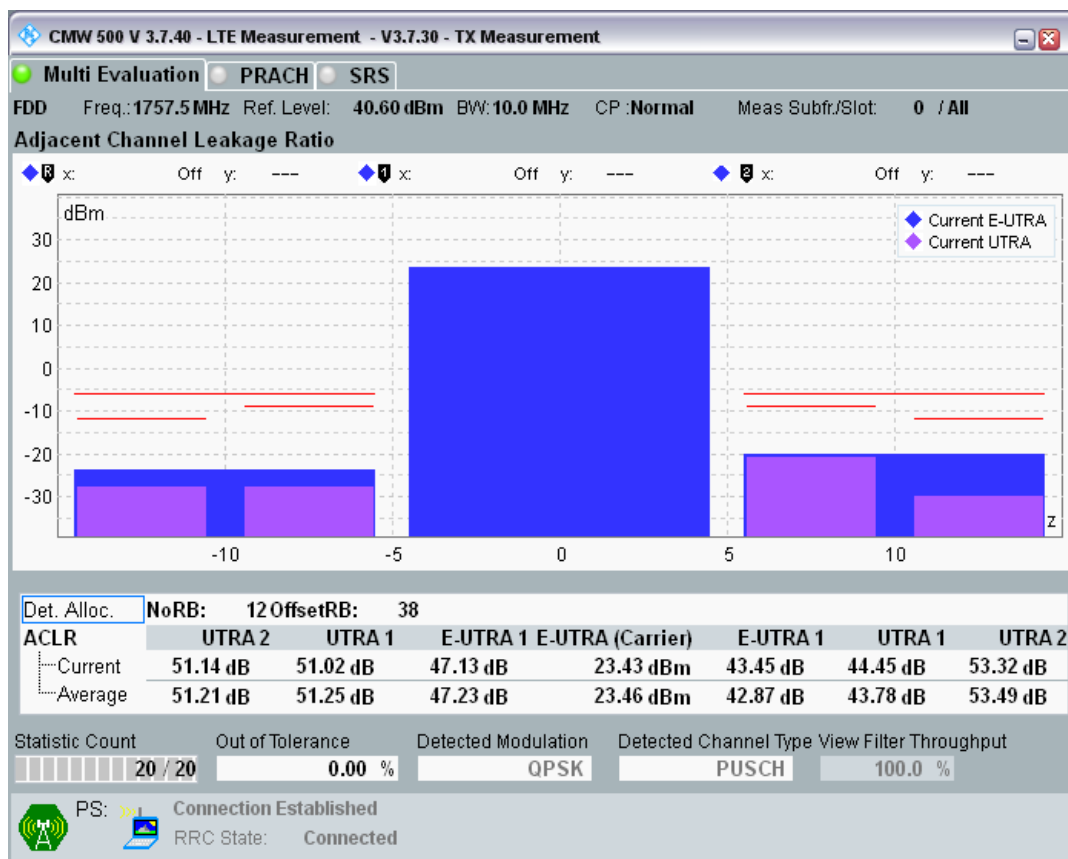 CMW 500 V 3.7.40 - LTE Measurement - V3.7.30 - TX Measurement
Multi Evaluation PRACH SRS
FDD Freq.: 1757.5 MHz Ref. Level: 40.60 dBm BW: 10.0 MHz CP :Normal Meas Subfr./Slot: 0 / All
Adjacent Channel Leakage Ratio
R x: Off y: --- 1 x: Off y: --- 2 x: Off y: ---
dBm
Current E-UTRA
Current UTRA
30
20
10
0
-10
-20
-30
z
-10 -5 0 5 10
Det. Alloc. NoRB: 12 OffsetRB: 38
ACLR UTRA 2 UTRA 1 E-UTRA 1 E-UTRA (Carrier) E-UTRA 1 UTRA 1 UTRA 2
Current 51.14 dB 51.02 dB 47.13 dB 23.43 dBm 43.45 dB 44.45 dB 53.32 dB
Average 51.21 dB 51.25 dB 47.23 dB 23.46 dBm 42.87 dB 43.78 dB 53.49 dB
Statistic Count Out of Tolerance Detected Modulation Detected Channel Type View Filter Throughput
20 / 20 0.00 % QPSK PUSCH 100.0 %
PS: Connection Established
RRC State: Connected